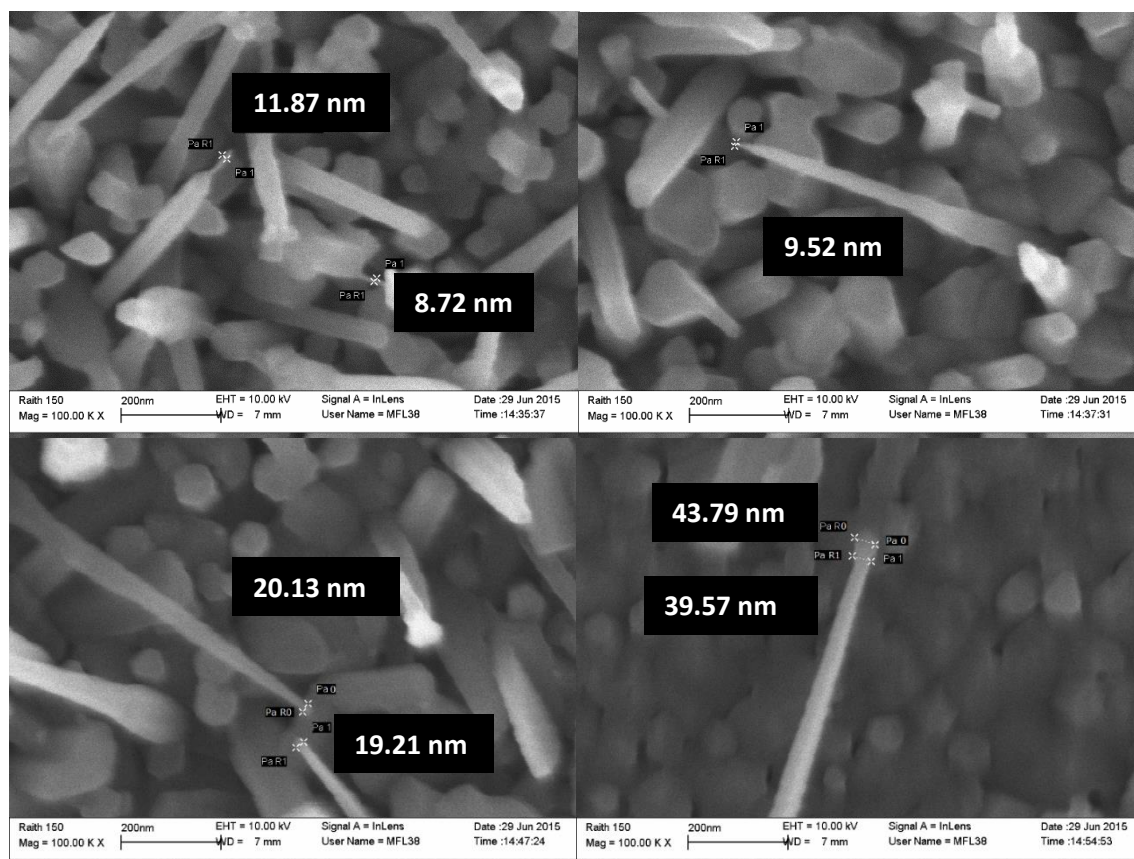 11.87 nm
Pa R1
Pa 1
Pa 1
Pa R1
8.72 nm
Raith 150
Mag = 100.00 K X
200nm
EHT = 10.00 kV
WD = 7 mm
Signal A = InLens
User Name = MFL38
Date :29 Jun 2015
Time :14:35:37
Pa 1
Pa R1
9.52 nm
Raith 150
Mag = 100.00 K X
200nm
EHT = 10.00 kV
WD = 7 mm
Signal A = InLens
User Name = MFL38
Date :29 Jun 2015
Time :14:37:31
20.13 nm
Pa 0
Pa R0
Pa 1
Pa R1
19.21 nm
Raith 150
Mag = 100.00 K X
200nm
EHT = 10.00 kV
WD = 7 mm
Signal A = InLens
User Name = MFL38
Date :29 Jun 2015
Time :14:47:24
43.79 nm
Pa R0
Pa 0
Pa R1
Pa 1
39.57 nm
Raith 150
Mag = 100.00 K X
200nm
EHT = 10.00 kV
WD = 7 mm
Signal A = InLens
User Name = MFL38
Date :29 Jun 2015
Time :14:54:53